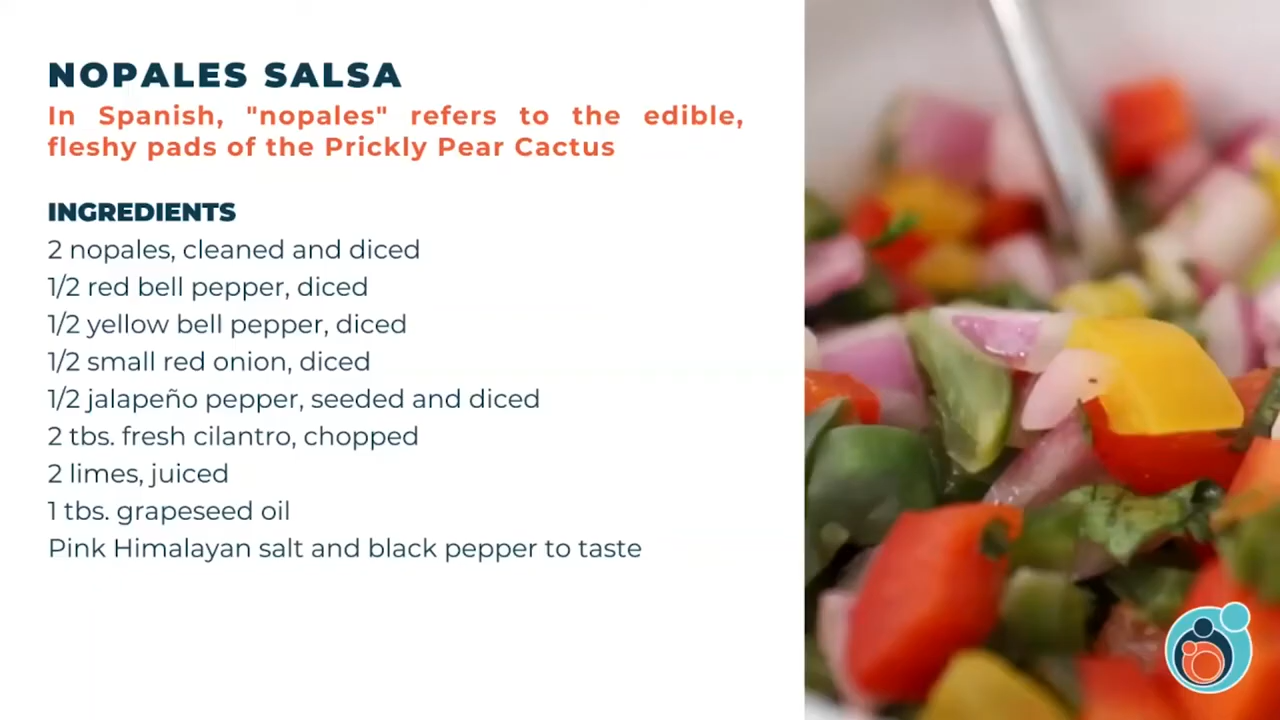 NOPALES SALSA
In Spanish, "nopales" refers to the edible,
fleshy pads of the Prickly Pear Cactus
INGREDIENTS
2 nopales, cleaned and diced
1/2 red bell pepper, diced
1/2 yellow bell pepper, diced
1/2 small red onion, diced
1/2 jalapeño pepper, seeded and diced
2 tbs. fresh cilantro, chopped
2 limes, juiced
1 tbs. grapeseed oil
Pink Himalayan salt and black pepper to taste